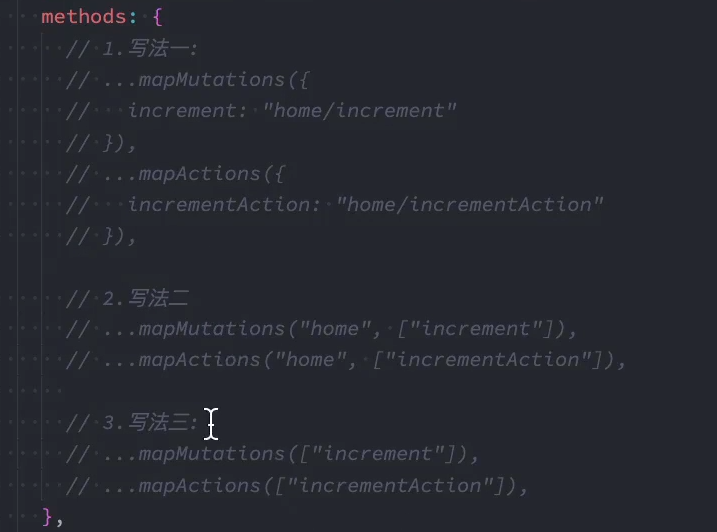 methods: {
// 1.写法一:
// ...mapMutations({
//   increment: "home/increment"
// }),
// ...mapActions({
//   incrementAction: "home/incrementAction"
// }),
// 2.写法二
// ...mapMutations("home", ["increment"]),
// ...mapActions("home", ["incrementAction"]),
// 3.写法三:
// ...mapMutations(["increment"]),
// ...mapActions(["incrementAction"]),
},